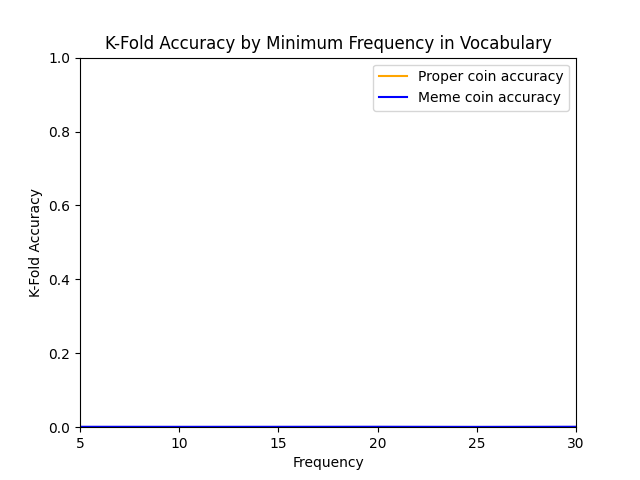 K-Fold Accuracy by Minimum Frequency in Vocabulary
Proper coin accuracy
Meme coin accuracy
K-Fold Accuracy
1.0
0.8
0.6
0.4
0.2
0.0
5 10 15 20 25 30
Frequency